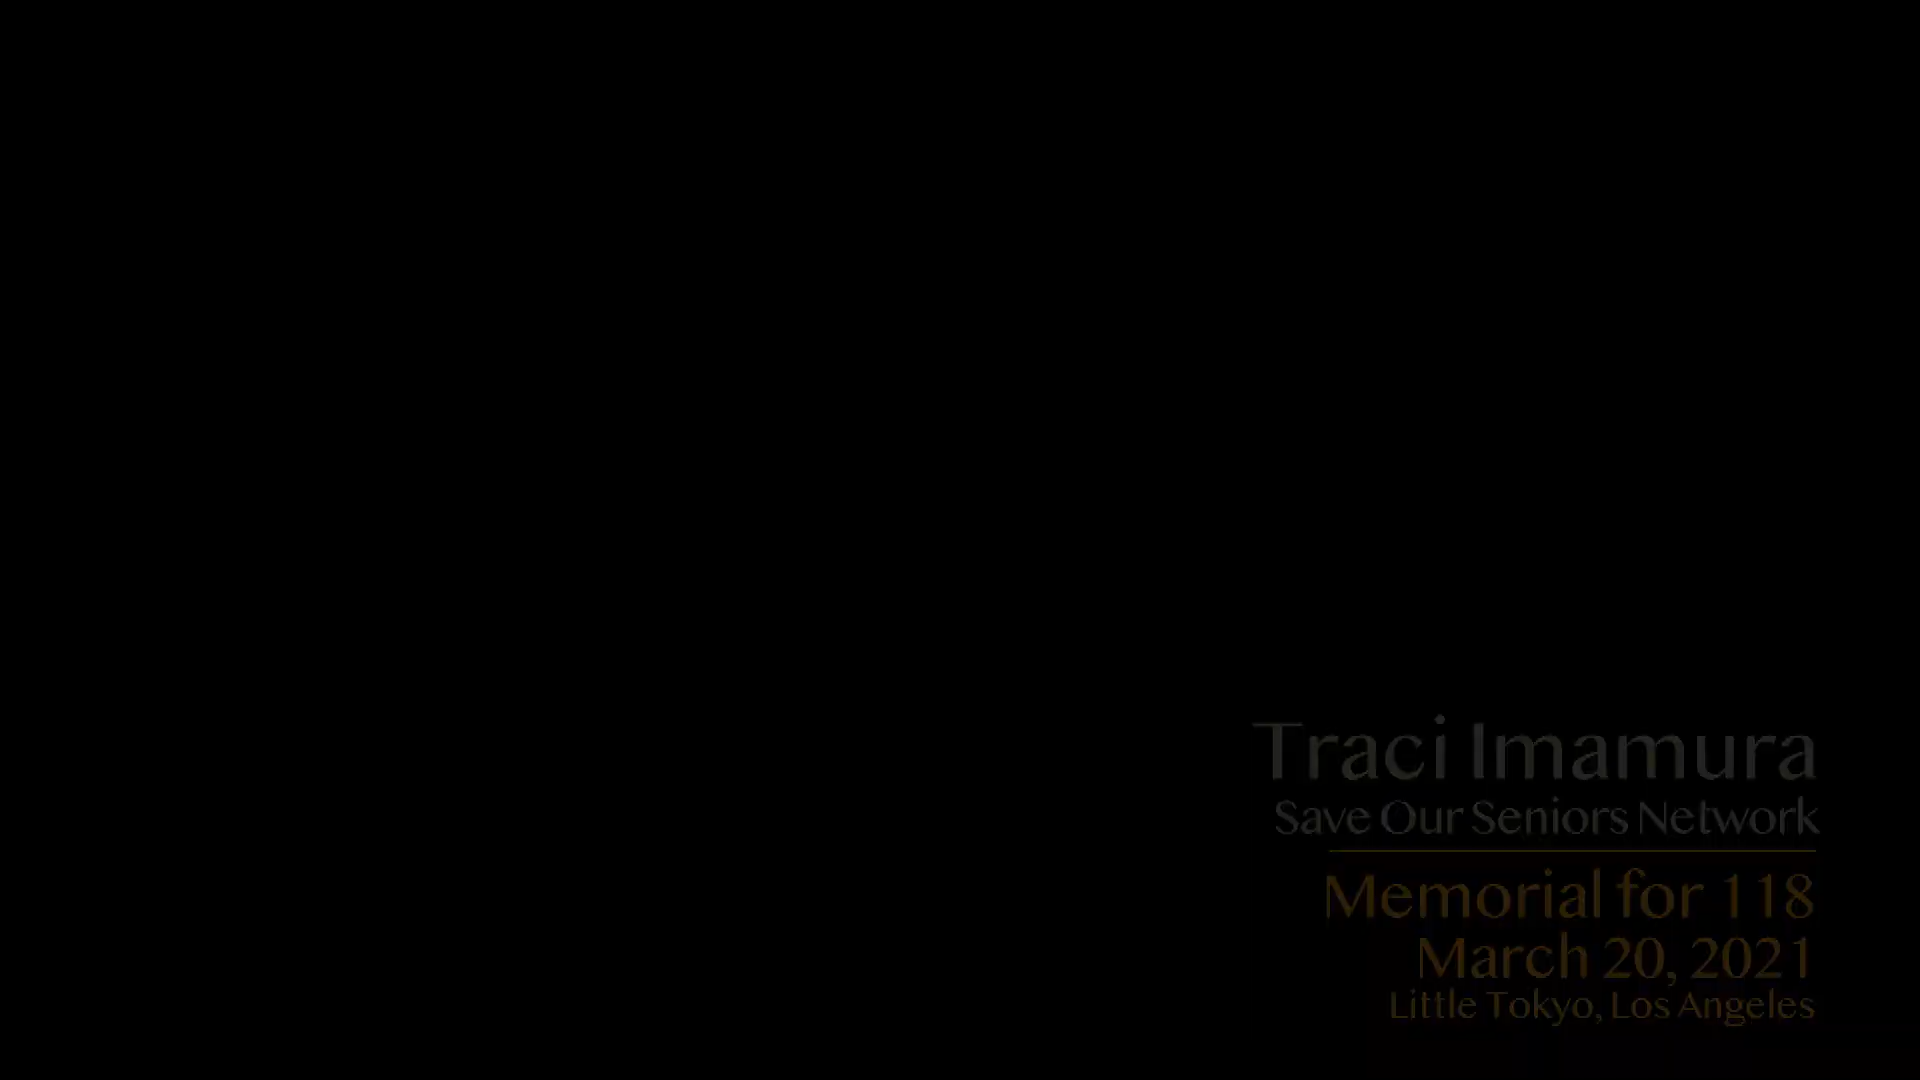 Traci Imamura
Save Our Seniors Network
Memorial for 118
March 20, 2021
Little Tokyo, Los Angeles